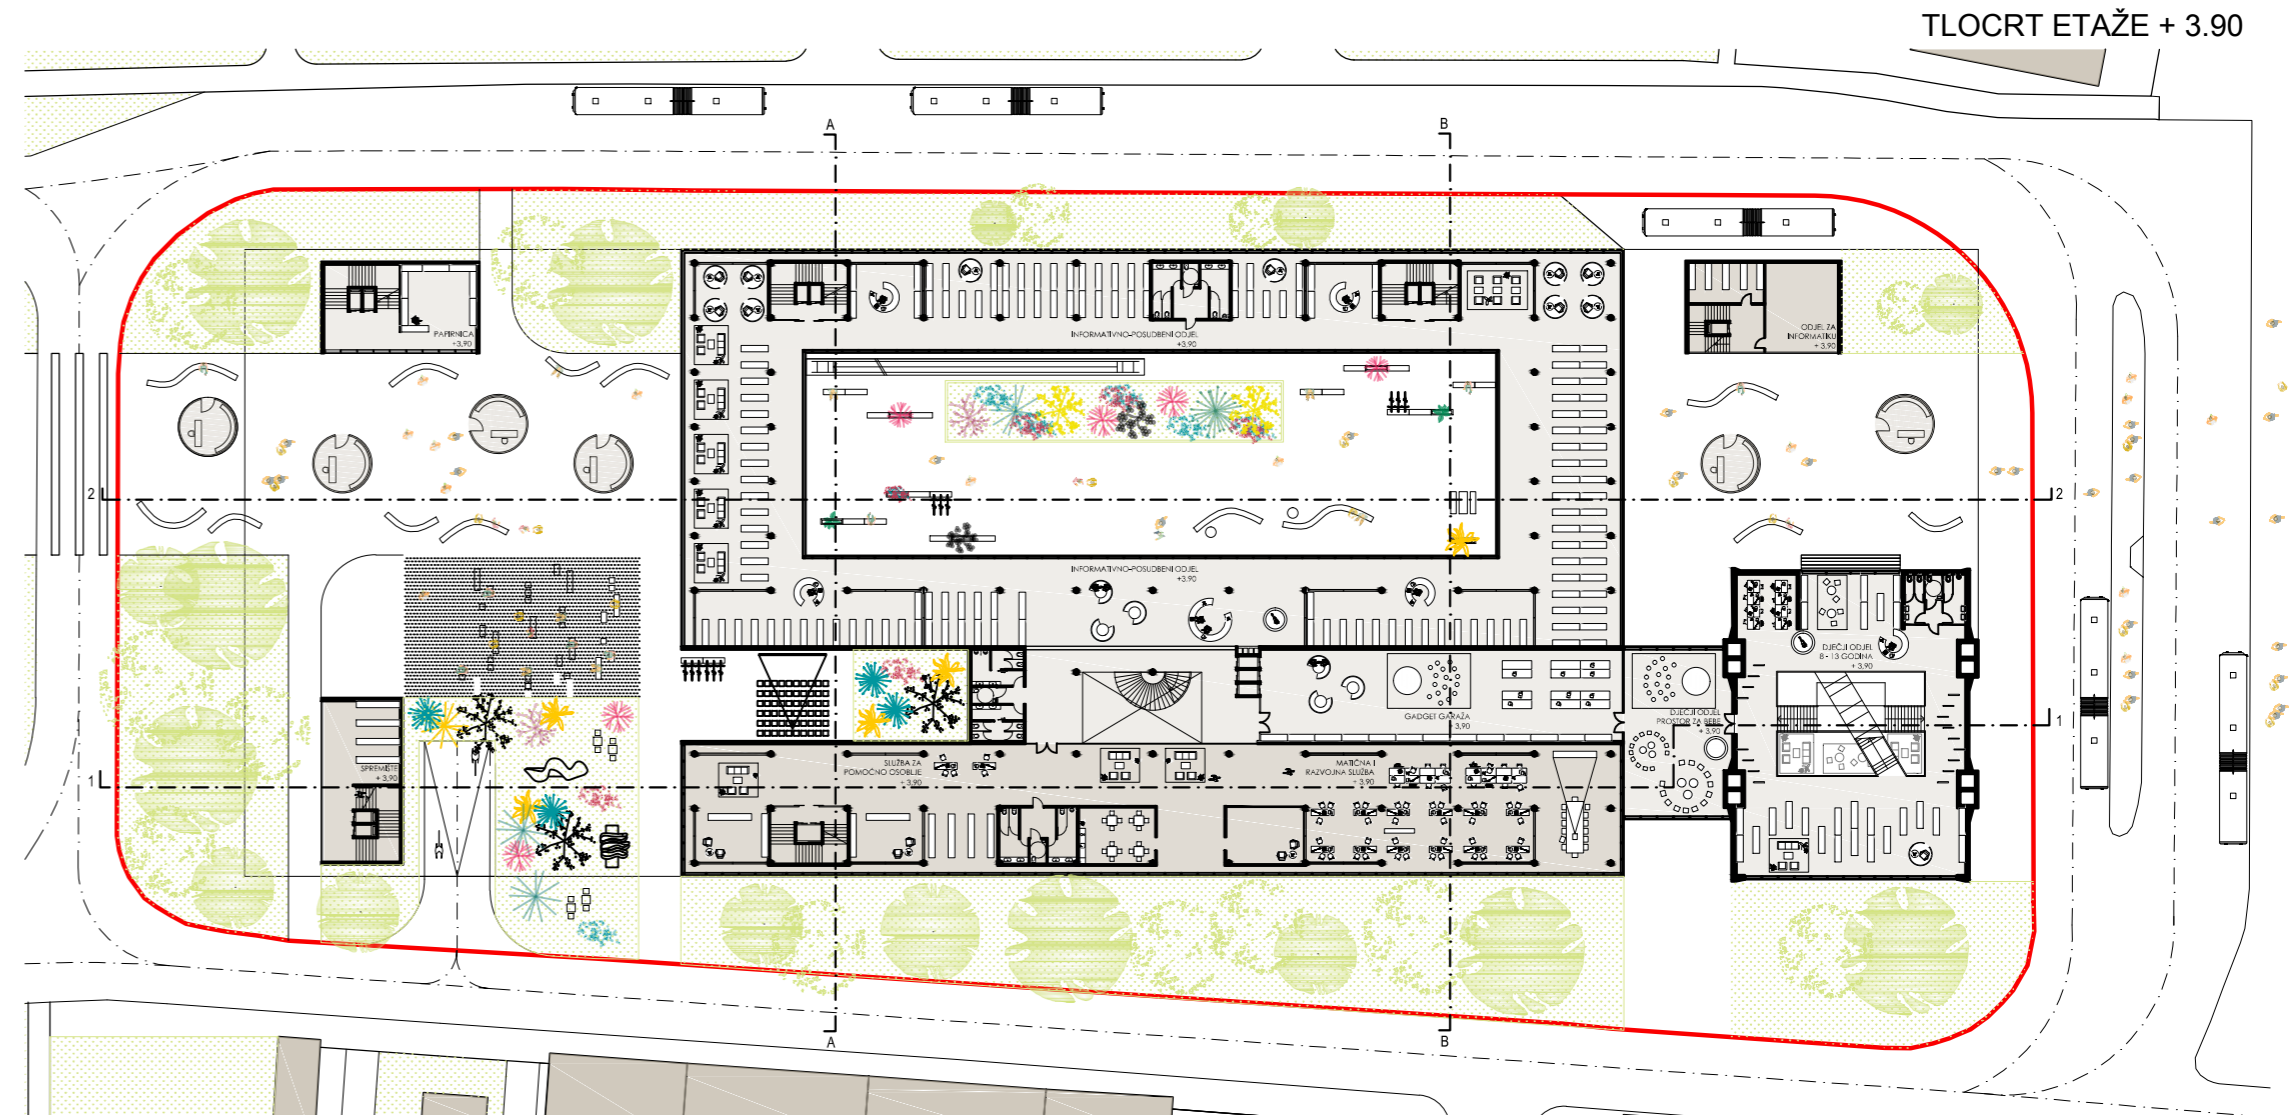 TLOCRT ETAŽE + 3.90
A
B
PAPIRNICA
+3,90
INFORMATIVNO-POSUDBENI ODJEL
+3.90
ODJEL ZA
INFORMATIKU
+ 3.90
2
2
INFORMATIVNO-POSUDBENI ODJEL
+3.90
DJEČJI ODJEL
8 - 13 GODINA
+ 3,90
GADGET GARAŽA
+ 3,90
DJEČJI ODJEL
PROSTOR ZA BEBE
+ 3,90
1
SPREMIŠTE
+ 3,90
SLUŽBA ZA
POMOĆNO OSOBLJE
+ 3,90
MATIČNA I
RAZVOJNA SLUŽBA
+ 3,90
1
A
B